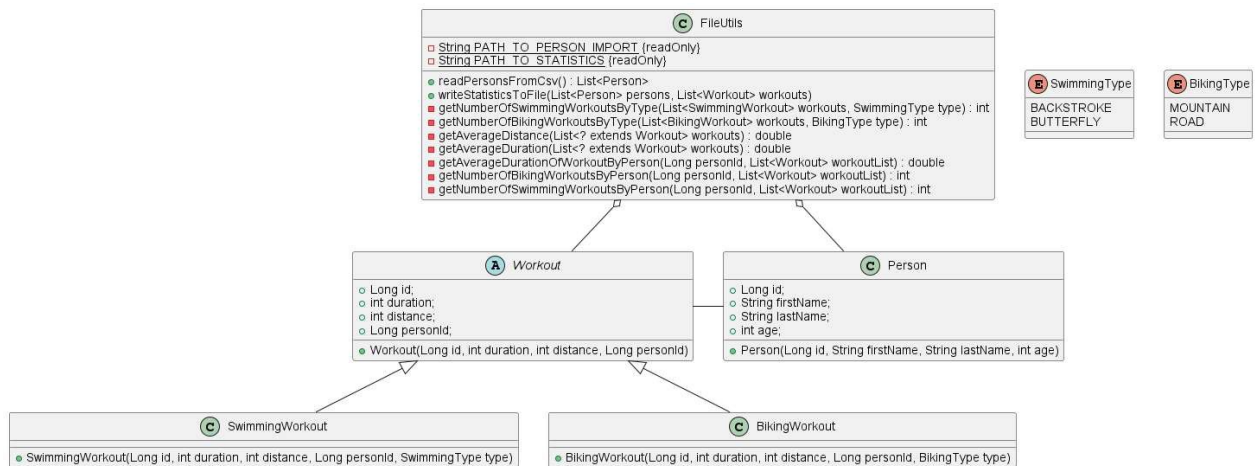 C FileUtils
String PATH_TO_PERSON_IMPORT {readOnly}
String PATH_TO_STATISTICS {readOnly}
readPersonsFromCsv() : List<Person>
writeStatisticsToFile(List<Person> persons, List<Workout> workouts)
getNumberOfSwimmingWorkoutsByType(List<SwimmingWorkout> workouts, SwimmingType type) : int
getNumberOfBikingWorkoutsByType(List<BikingWorkout> workouts, BikingType type) : int
getAverageDistance(List<? extends Workout> workouts) : double
getAverageDuration(List<? extends Workout> workouts) : double
getAverageDurationOfWorkoutByPerson(Long personId, List<Workout> workoutList) : double
getNumberOfBikingWorkoutsByPerson(Long personId, List<Workout> workoutList) : int
getNumberOfSwimmingWorkoutsByPerson(Long personId, List<Workout> workoutList) : int
E SwimmingType
BACKSTROKE
BUTTERFLY
E BikingType
MOUNTAIN
ROAD
A Workout
Long id;
int duration;
int distance;
Long personId;
Workout(Long id, int duration, int distance, Long personId)
C Person
Long id;
String firstName;
String lastName;
int age;
Person(Long id, String firstName, String lastName, int age)
C SwimmingWorkout
SwimmingWorkout(Long id, int duration, int distance, Long personId, SwimmingType type)
C BikingWorkout
BikingWorkout(Long id, int duration, int distance, Long personId, BikingType type)